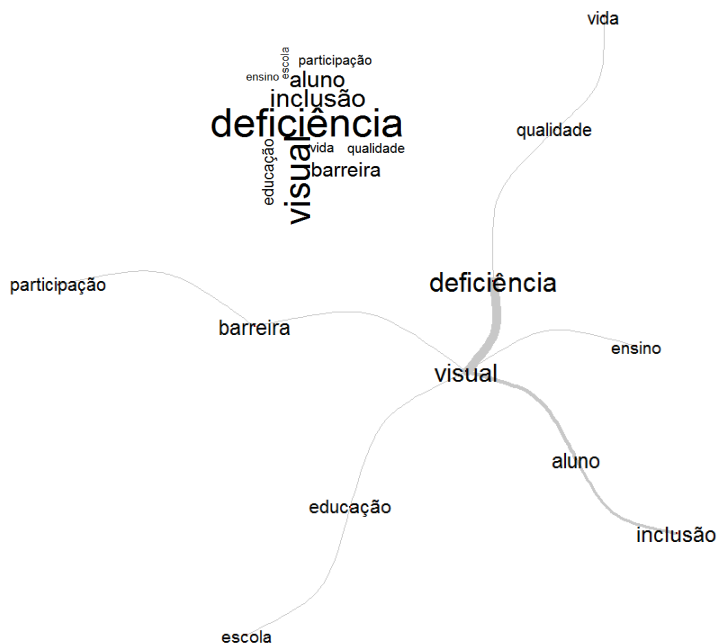 vida
escola
participação
ensino
aluno
inclusão
deficiência
qualidade
educação
visual
vida
qualidade
barreira
deficiência
participação
barreira
ensino
visual
aluno
educação
inclusão
escola